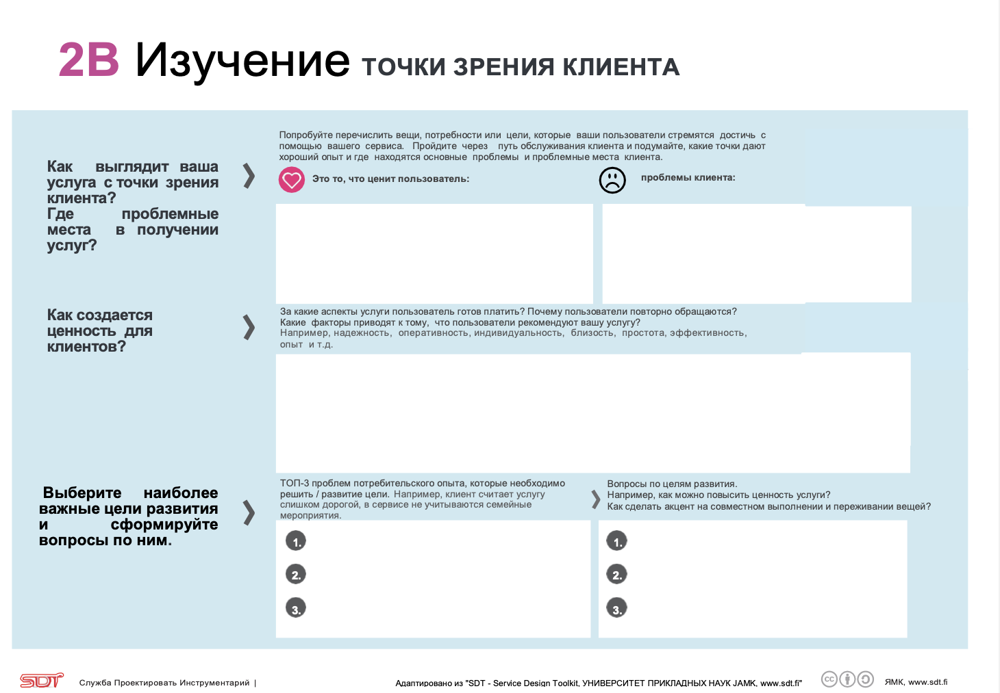 2В Изучение ТОЧКИ ЗРЕНИЯ КЛИЕНТА
Попробуйте перечислить вещи, потребности или цели, которые ваши пользователи стремятся достичь с
помощью вашего сервиса. Пройдите через путь обслуживания клиента и подумайте, какие точки дают
хороший опыт и где находятся основные проблемы и проблемные места клиента.
Как выглядит ваша
услуга с точки зрения
клиента?
Где проблемные
места в получении
услуг?
Это то, что ценит пользователь:
проблемы клиента:
Как создается
ценность для
клиентов?
За какие аспекты услуги пользователь готов платить? Почему пользователи повторно обращаются?
Какие факторы приводят к тому, что пользователи рекомендуют вашу услугу?
Например, надежность, оперативность, индивидуальность, близость, простота, эффективность,
опыт и т.д.
Выберите наиболее
важные цели развития
и сформируйте
вопросы по ним.
ТОП-3 проблем потребительского опыта, которые необходимо
решить / развитие цели. Например, клиент считает услугу
слишком дорогой, в сервисе не учитываются семейные
мероприятия.
Вопросы по целям развития.
Например, как можно повысить ценность услуги?
Как сделать акцент на совместном выполнении и переживании вещей?
1.
2.
3.
1.
2.
3.
SDT
Служба Проектировать Инструментарий |
Адаптировано из "SDT - Service Design Toolkit, УНИВЕРСИТЕТ ПРИКЛАДНЫХ НАУК JAMK, www.sdt.fi"
cc
ЯМК, www.sdt.fi